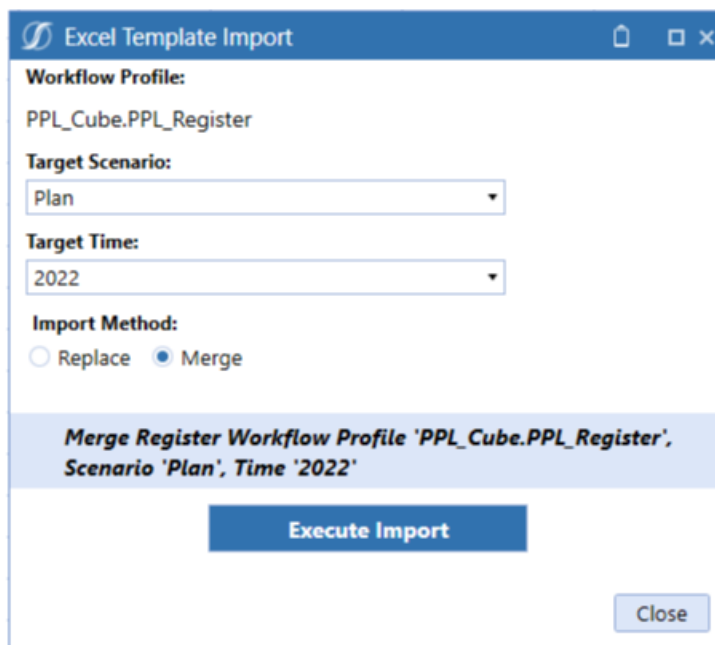 Excel Template Import
Workflow Profile:
PPL_Cube.PPL_Register
Target Scenario:
Plan
Target Time:
2022
Import Method:
Replace Merge
Merge Register Workflow Profile 'PPL_Cube.PPL_Register',
Scenario 'Plan', Time '2022'
Execute Import
Close